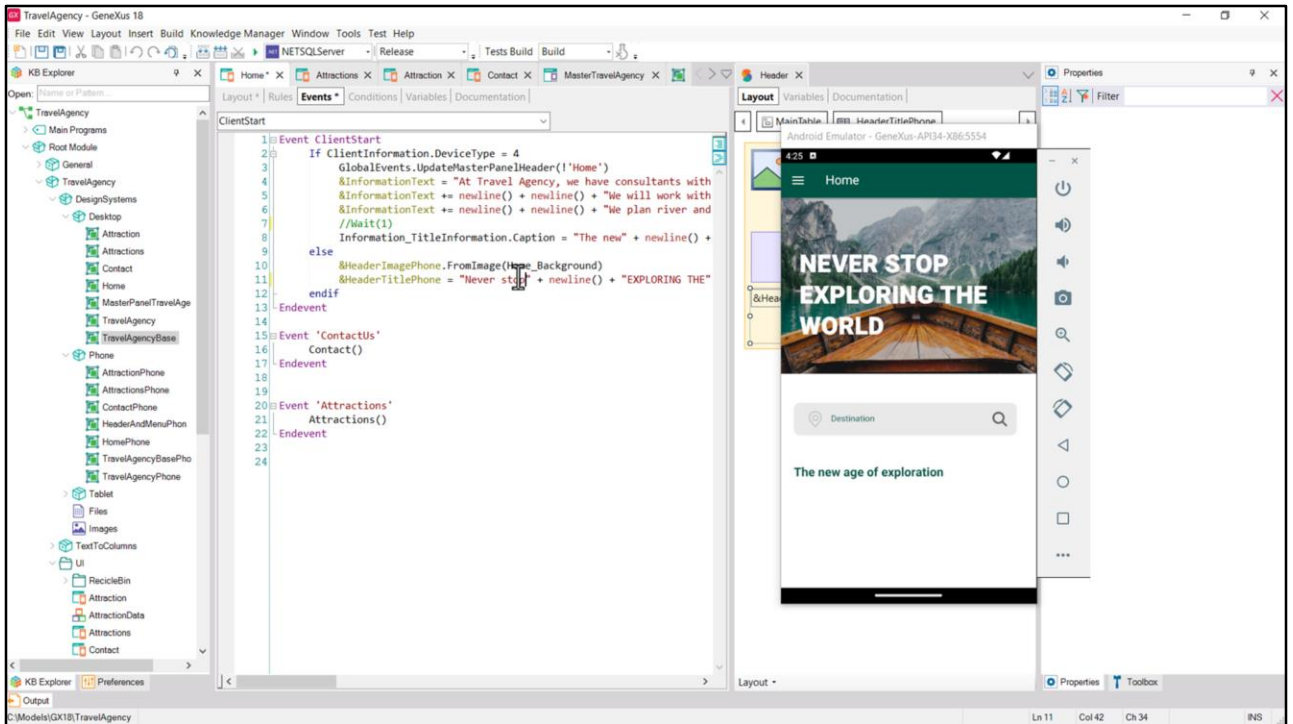 TravelAgency - GeneXus 18
File Edit View Layout Insert Build Knowledge Manager Window Tools Test Help
NETSQLServer Release Tests Build Build
KB Explorer
Open: Name or Pattern...
TravelAgency
Main Programs
Root Module
General
TravelAgency
DesignSystems
Desktop
Attraction
Attractions
Contact
Home
MasterPanelTravelAge
TravelAgency
TravelAgencyBase
Phone
AttractionPhone
AttractionsPhone
ContactPhone
HeaderAndMenuPhon
HomePhone
TravelAgencyBasePho
TravelAgencyPhone
Tablet
Files
Images
TextToColumns
UI
RecicleBin
Attraction
AttractionData
Attractions
Contact
KB Explorer Preferences
Output
C:\Models\GX18\TravelAgency
Home* Attractions Attraction Contact MasterTravelAgency
Layout* Rules Events* Conditions Variables Documentation
ClientStart
1 Event ClientStart
2 If ClientInformation.DeviceType = 4
3 GlobalEvents.UpdateMasterPanelHeader(!'Home')
4 &InformationText = "At Travel Agency, we have consultants with
5 &InformationText += newline() + newline() + "We will work with
6 &InformationText += newline() + newline() + "We plan river and
7 //Wait(1)
8 Information_TitleInformation.Caption = "The new" + newline() +
9 else
10 &HeaderImagePhone.FromImage(Home_Background)
11 &HeaderTitlePhone = "Never stop" + newline() + "EXPLORING THE"
12 endif
13 Endevent
14
15 Event 'ContactUs'
16 Contact()
17 Endevent
18
19
20 Event 'Attractions'
21 Attractions()
22 Endevent
23
24
Header
Layout Variables Documentation
MainTable HeaderTitlePhone
&Hea
Layout
Android Emulator - GeneXus-API34-X86:5554
4:25
Home
NEVER STOP
EXPLORING THE
WORLD
Destination
The new age of exploration
Properties
Filter
Properties Toolbox
Ln 11 Col 42 Ch 34 INS